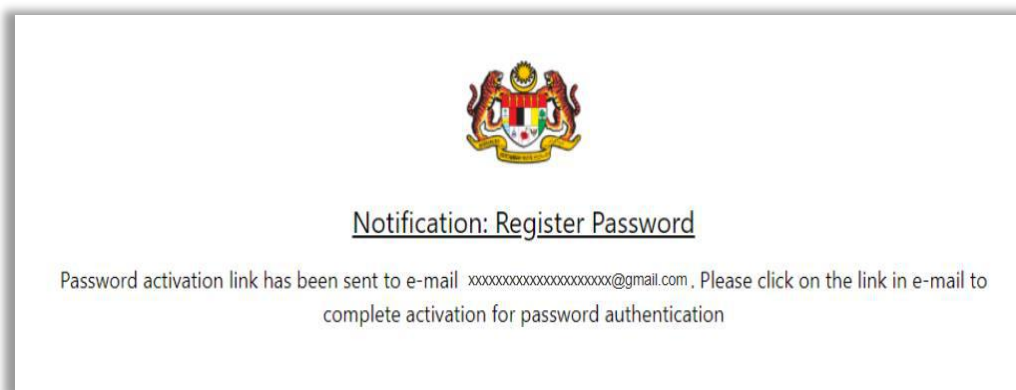 Notification: Register Password
Password activation link has been sent to e-mail xxxxxxxxxxxxxxxxxxxxx@gmail.com . Please click on the link in e-mail to
complete activation for password authentication